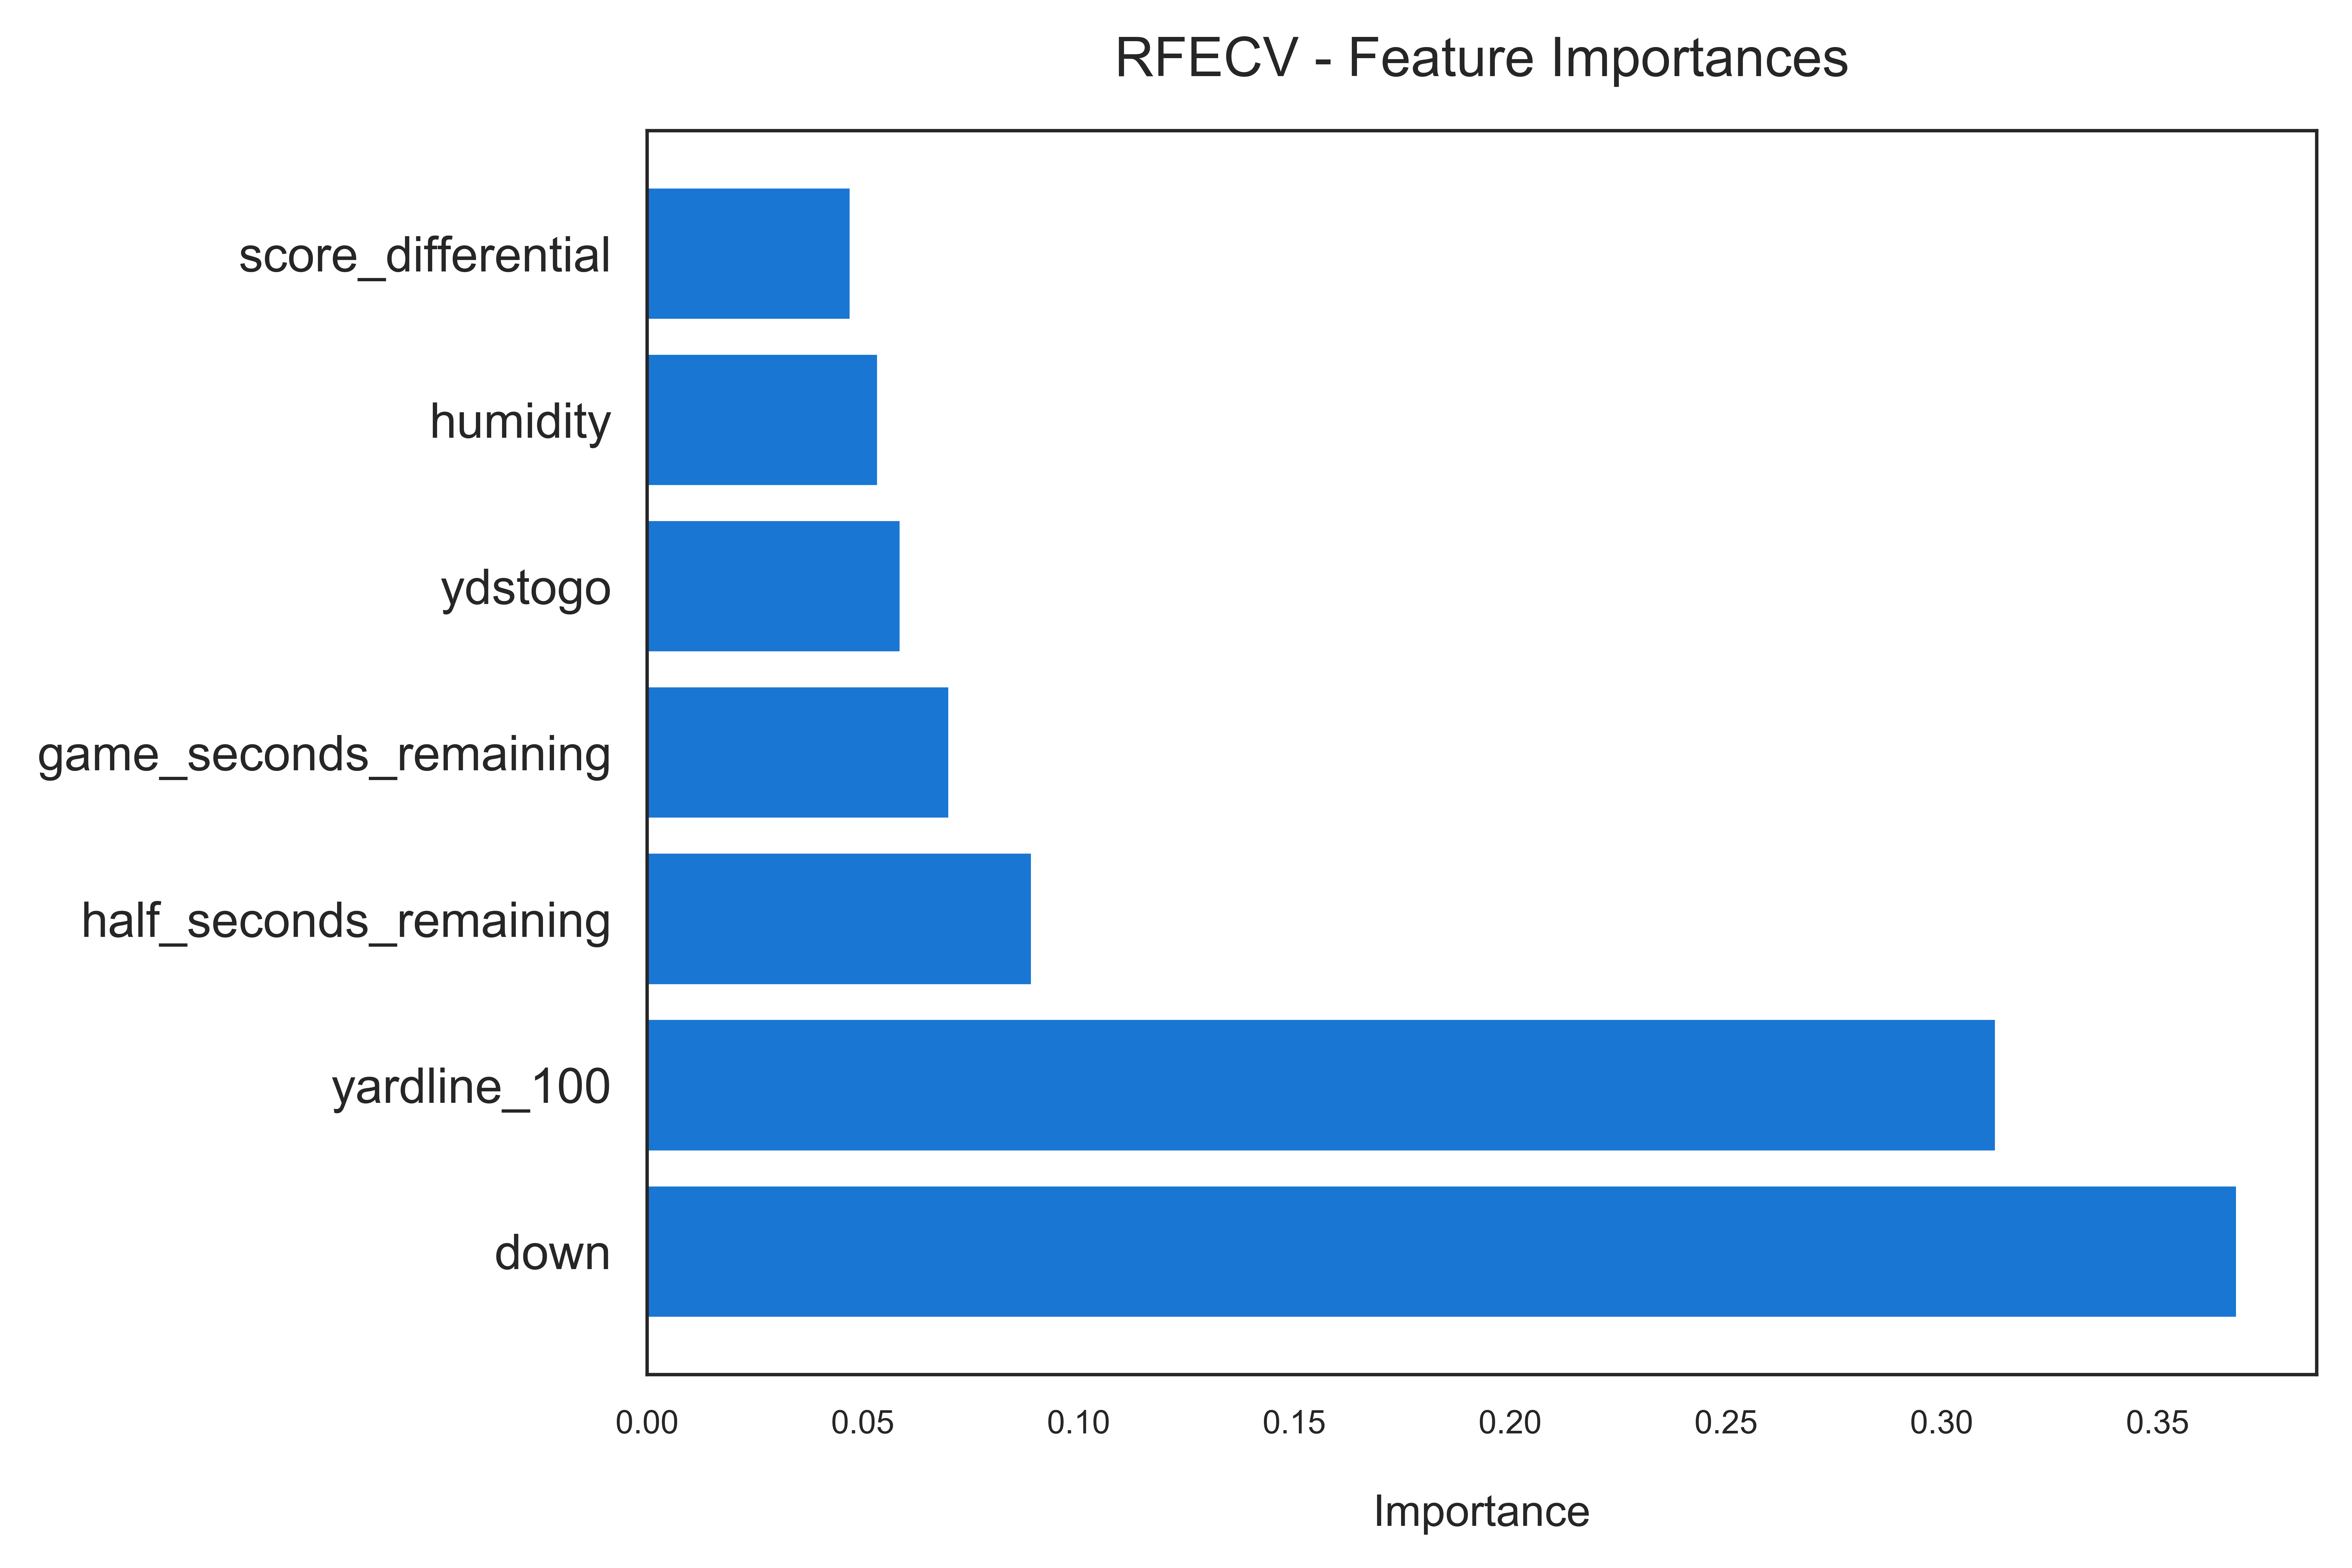 RFECV - Feature Importances
score_differential
humidity
ydstogo
game_seconds_remaining
half_seconds_remaining
yardline_100
down
0.00 0.05 0.10 0.15 0.20 0.25 0.30 0.35
Importance